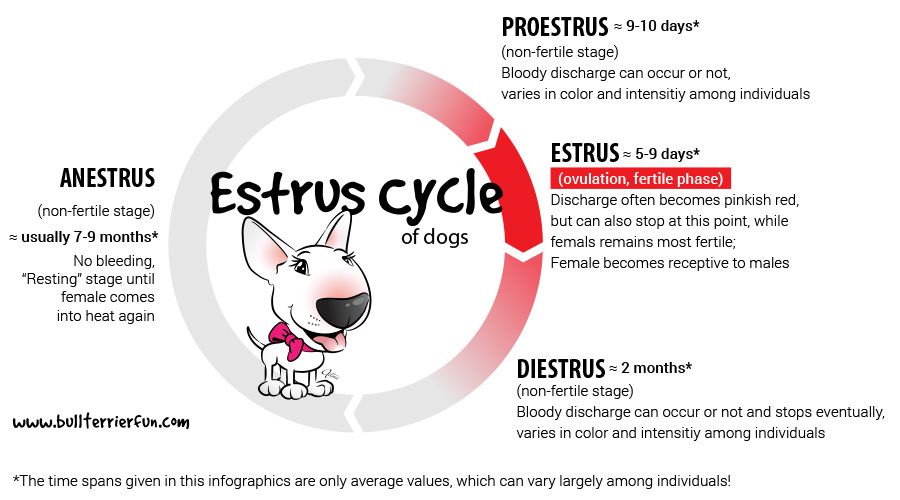 PROESTRUS ≈ 9-10 days*
(non-fertile stage)
Bloody discharge can occur or not,
varies in color and intensitiy among individuals
ESTRUS ≈ 5-9 days*
(ovulation, fertile phase)
Discharge often becomes pinkish red,
but can also stop at this point, while
femals remains most fertile;
Female becomes receptive to males
ANESTRUS
(non-fertile stage)
≈ usually 7-9 months*
No bleeding,
“Resting” stage until
female comes
into heat again
Estrus cycle
of dogs
DIESTRUS ≈ 2 months*
(non-fertile stage)
Bloody discharge can occur or not and stops eventually,
varies in color and intensitiy among individuals
www.bullterrierfun.com
*The time spans given in this infographics are only average values, which can vary largely among individuals!